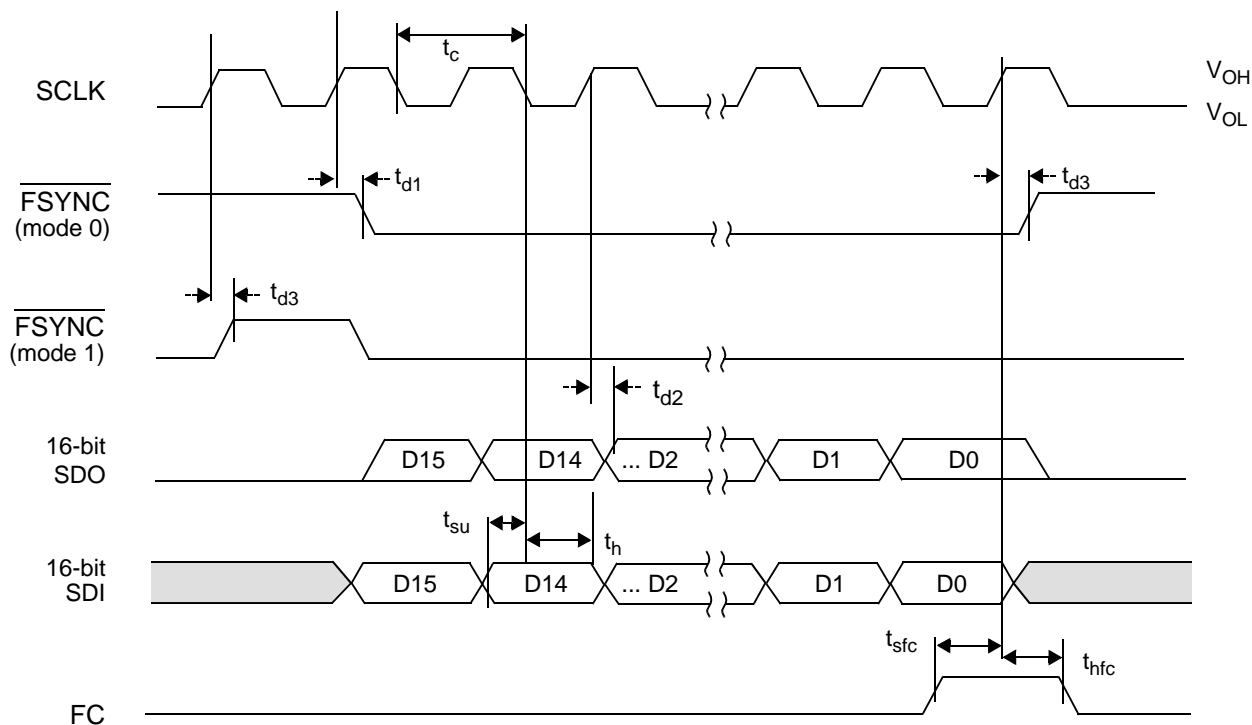 t_c
SCLK
V_OH
V_OL
FSYNC
(mode 0)
t_d1
t_d3
FSYNC
(mode 1)
t_d3
t_d2
16-bit
SDO
D15
D14
... D2
D1
D0
t_su
t_h
16-bit
SDI
D15
D14
... D2
D1
D0
t_sfc
t_hfc
FC